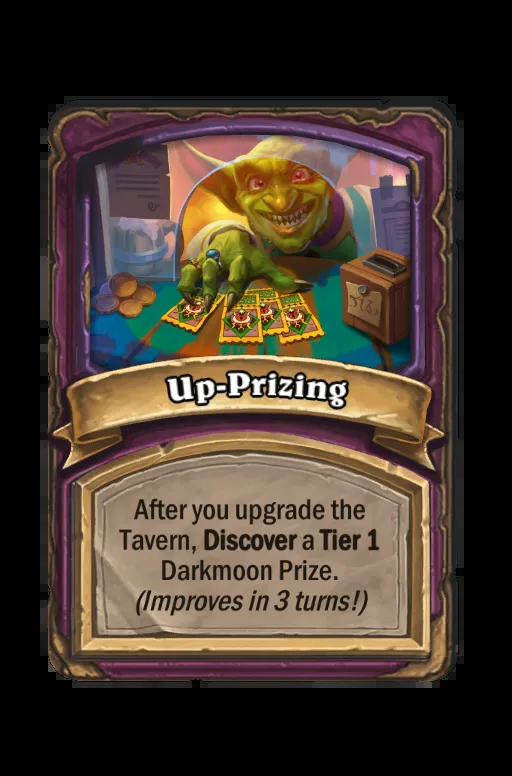 Up-Prizing
After you upgrade the
Tavern, Discover a Tier 1
Darkmoon Prize.
(Improves in 3 turns!)